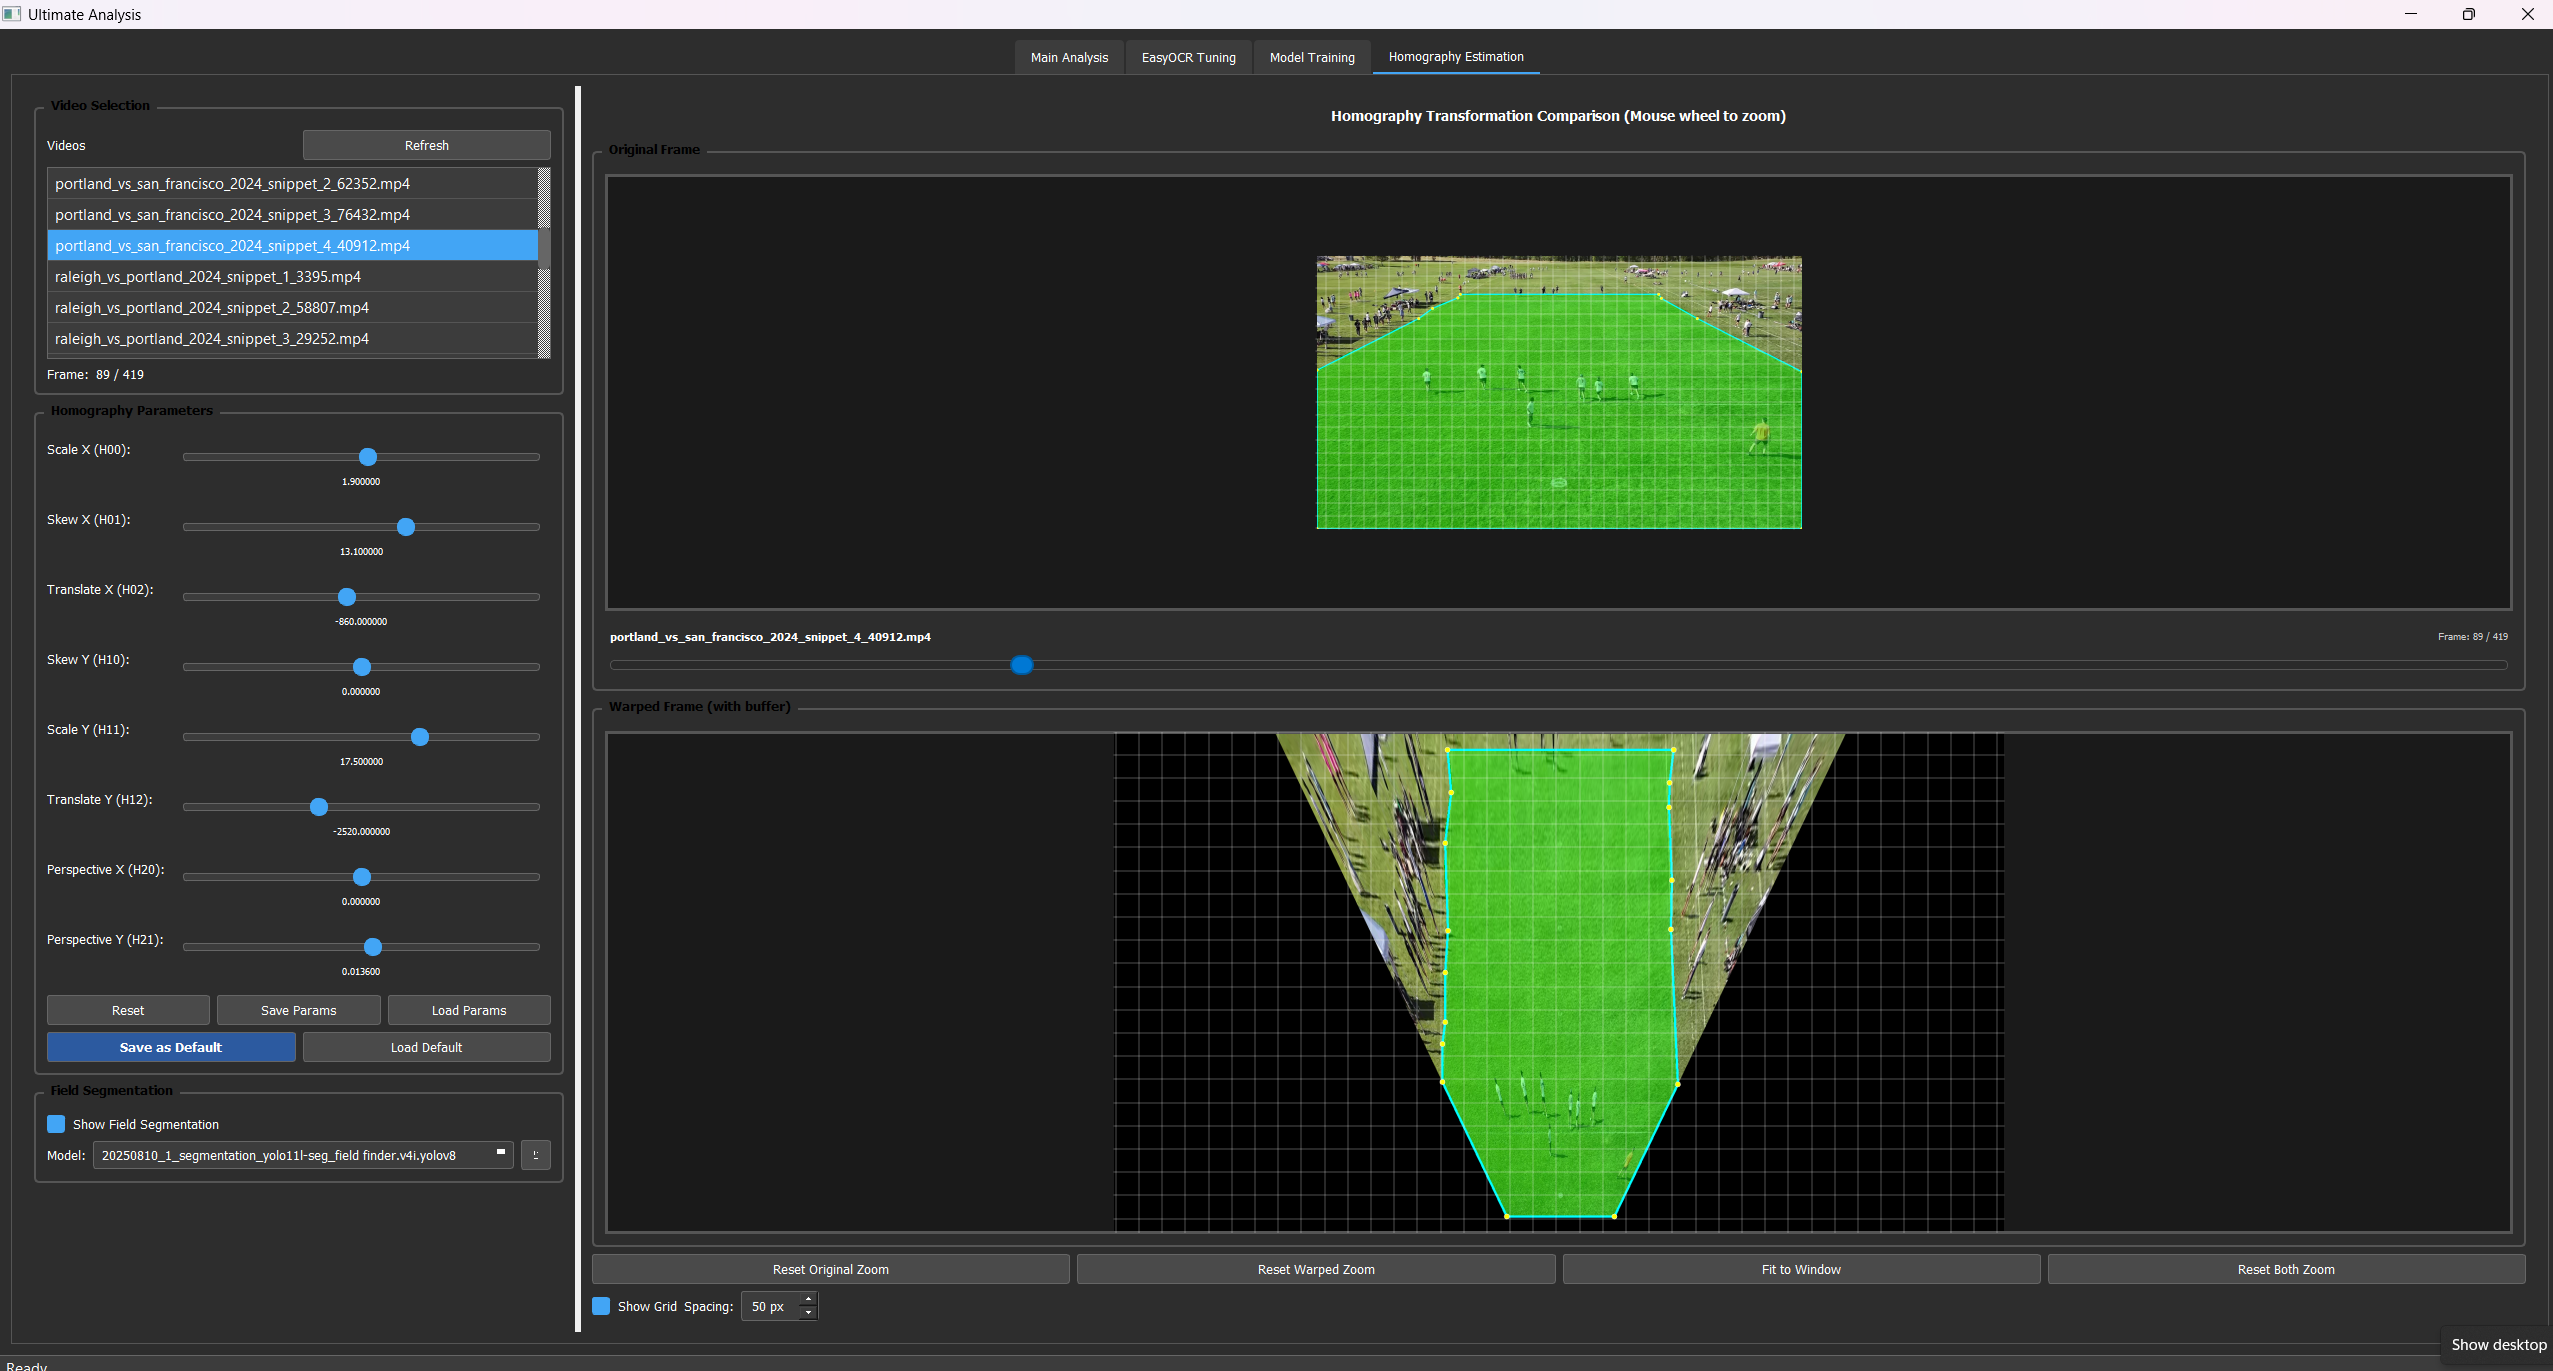 Ultimate Analysis
Main Analysis
EasyOCR Tuning
Model Training
Homography Estimation
Video Selection
Videos
Refresh
portland_vs_san_francisco_2024_snippet_2_62352.mp4
portland_vs_san_francisco_2024_snippet_3_76432.mp4
portland_vs_san_francisco_2024_snippet_4_40912.mp4
raleigh_vs_portland_2024_snippet_1_3395.mp4
raleigh_vs_portland_2024_snippet_2_58807.mp4
raleigh_vs_portland_2024_snippet_3_29252.mp4
Frame: 89 / 419
Homography Parameters
Scale X (H00):
1.900000
Skew X (H01):
13.100000
Translate X (H02):
-860.000000
Skew Y (H10):
0.000000
Scale Y (H11):
17.500000
Translate Y (H12):
-2520.000000
Perspective X (H20):
0.000000
Perspective Y (H21):
0.013600
Reset
Save Params
Load Params
Save as Default
Load Default
Field Segmentation
Show Field Segmentation
Model: 20250810_1_segmentation_yolo11l-seg_field finder.v4i.yolov8
Homography Transformation Comparison (Mouse wheel to zoom)
Original Frame
portland_vs_san_francisco_2024_snippet_4_40912.mp4
Frame: 89 / 419
Warped Frame (with buffer)
Reset Original Zoom
Reset Warped Zoom
Fit to Window
Reset Both Zoom
Show Grid Spacing: 50 px
Show desktop
Ready